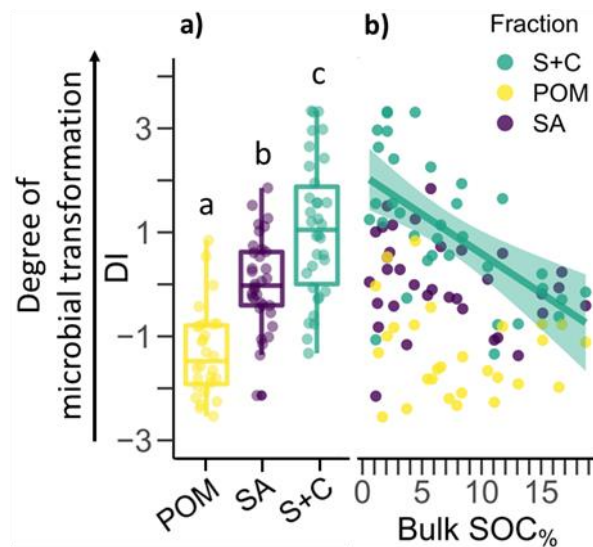 a)
b)
Fraction
S+C
POM
SA
Degree of
microbial transformation
DI
3
1
−1
−3
a
b
c
POM
SA
S+C
0
5
10
15
Bulk SOC%